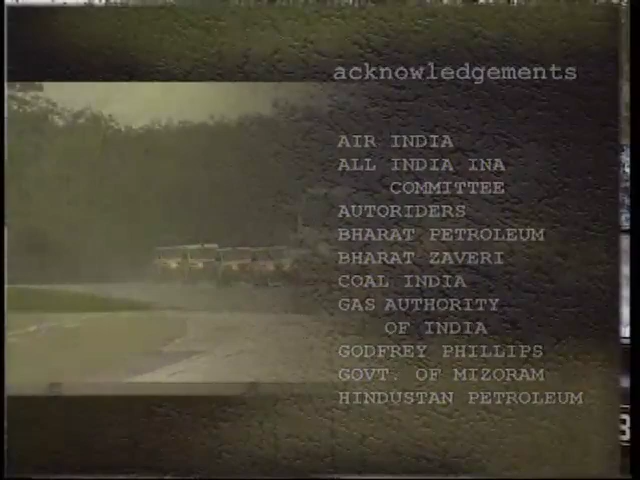 acknowledgements
AIR INDIA
ALL INDIA INA
COMMITTEE
AUTORIDERS
BHARAT PETROLEUM
BHARAT ZAVERI
COAL INDIA
GAS AUTHORITY
OF INDIA
GODFREY PHILLIPS
GOVT. OF MIZORAM
HINDUSTAN PETROLEUM